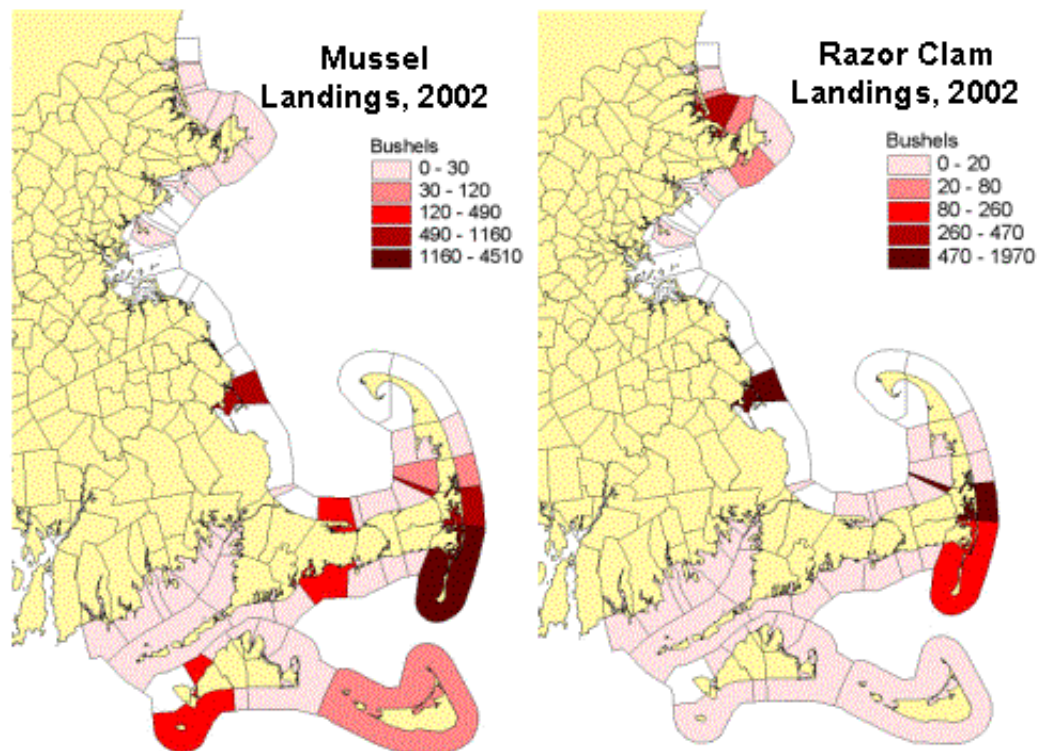 Mussel
Landings, 2002
Bushels
0 - 30
30 - 120
120 - 490
490 - 1160
1160 - 4510
Razor Clam
Landings, 2002
Bushels
0 - 20
20 - 80
80 - 260
260 - 470
470 - 1970